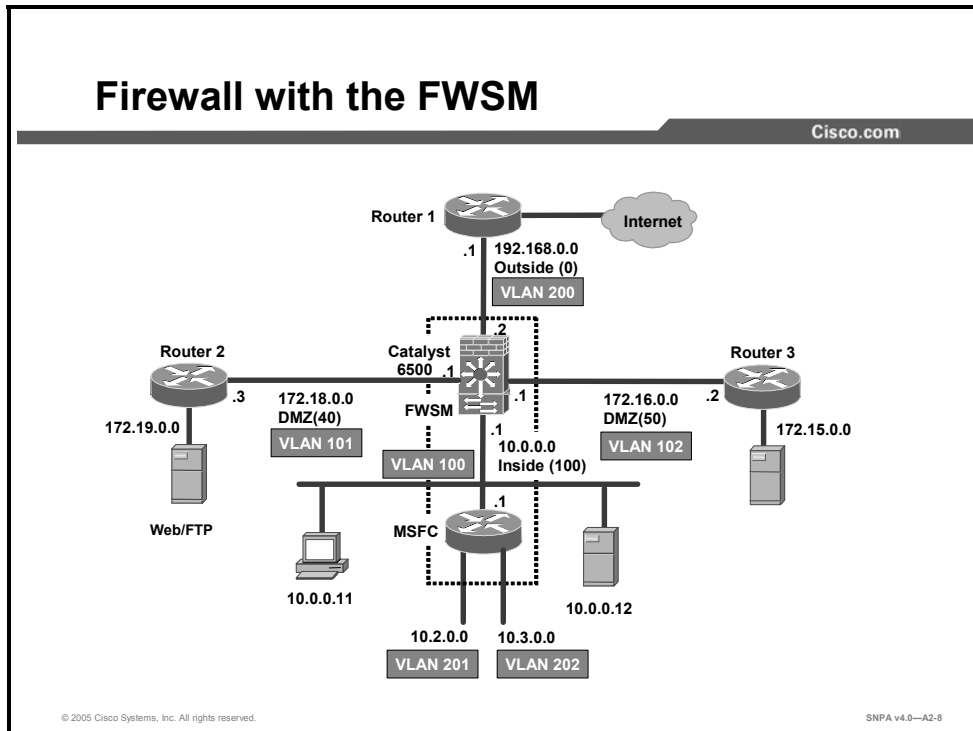 Firewall with the FWSM
Cisco.com
Router 1
Internet
.1
192.168.0.0
Outside (0)
VLAN 200
.2
Router 2
Catalyst
6500
.1
Router 3
.3
172.18.0.0
DMZ(40)
VLAN 101
FWSM
.1
172.16.0.0
DMZ(50)
VLAN 102
.2
172.19.0.0
172.15.0.0
.1
10.0.0.0
Inside (100)
VLAN 100
Web/FTP
.1
MSFC
10.0.0.11
10.0.0.12
10.2.0.0
VLAN 201
10.3.0.0
VLAN 202
© 2005 Cisco Systems, Inc. All rights reserved.
SNPA v4.0—A2-8